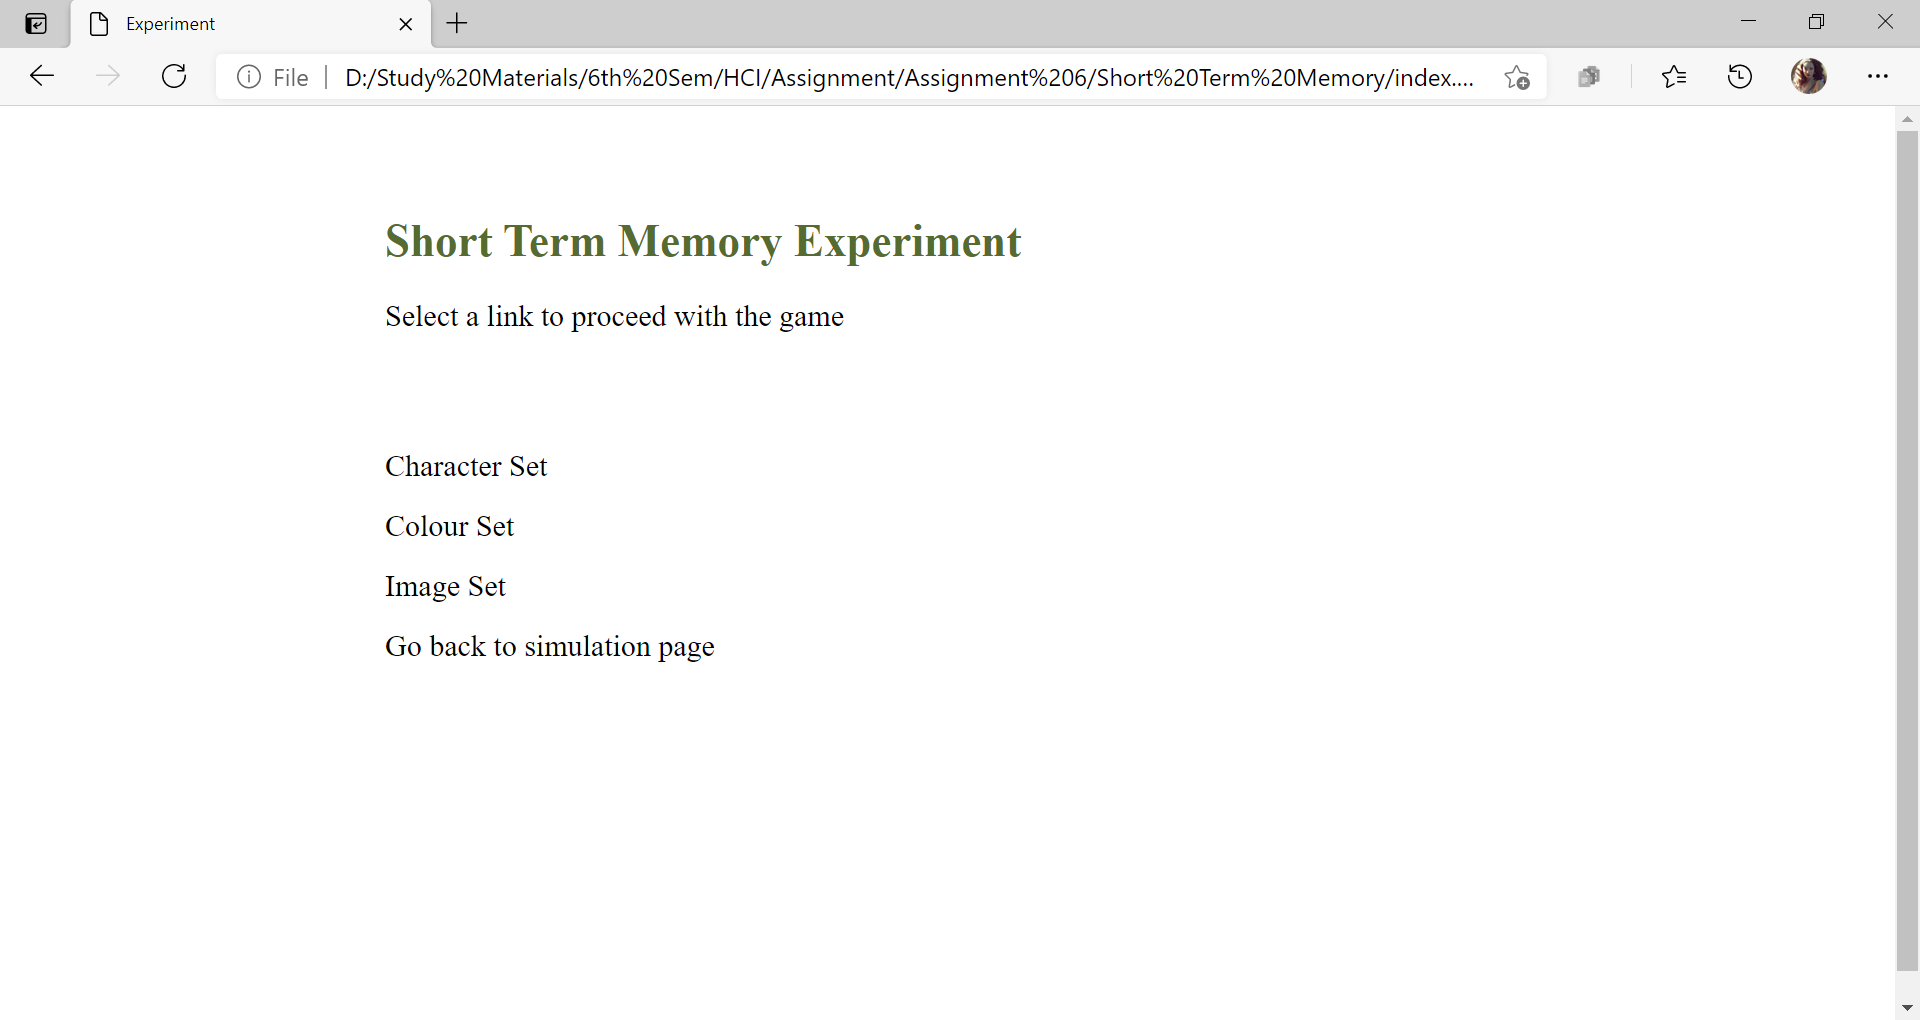 Experiment
File
D:/Study%20Materials/6th%20Sem/HCI/Assignment/Assignment%206/Short%20Term%20Memory/index....
Short Term Memory Experiment
Select a link to proceed with the game
Character Set
Colour Set
Image Set
Go back to simulation page